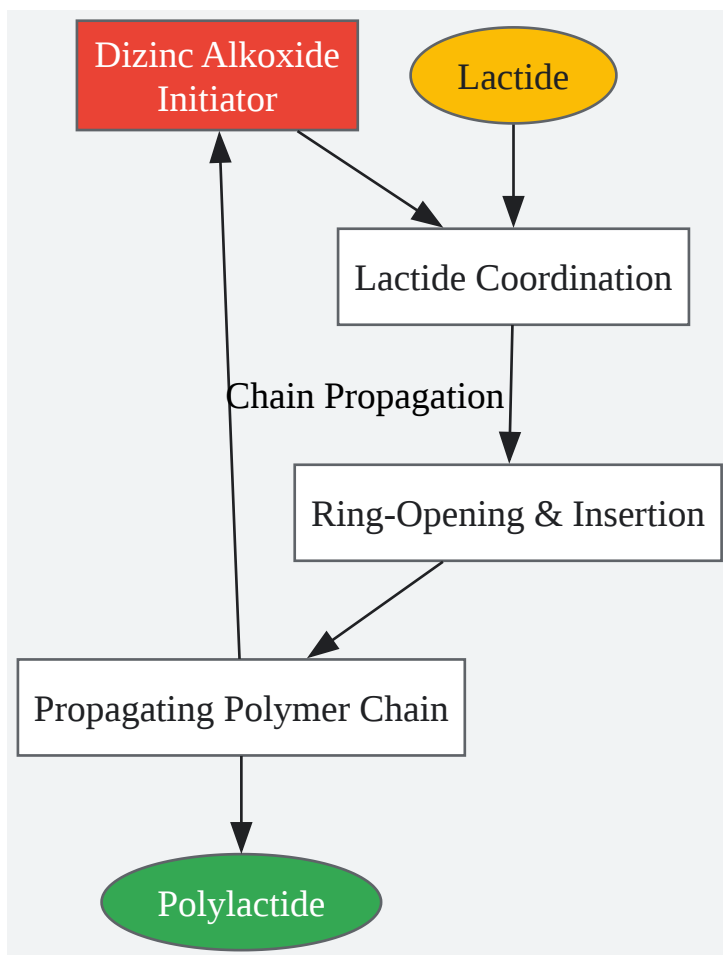 Dizinc Alkoxide
Initiator
Lactide
Lactide Coordination
Chain Propagation
Ring-Opening & Insertion
Propagating Polymer Chain
Polylactide